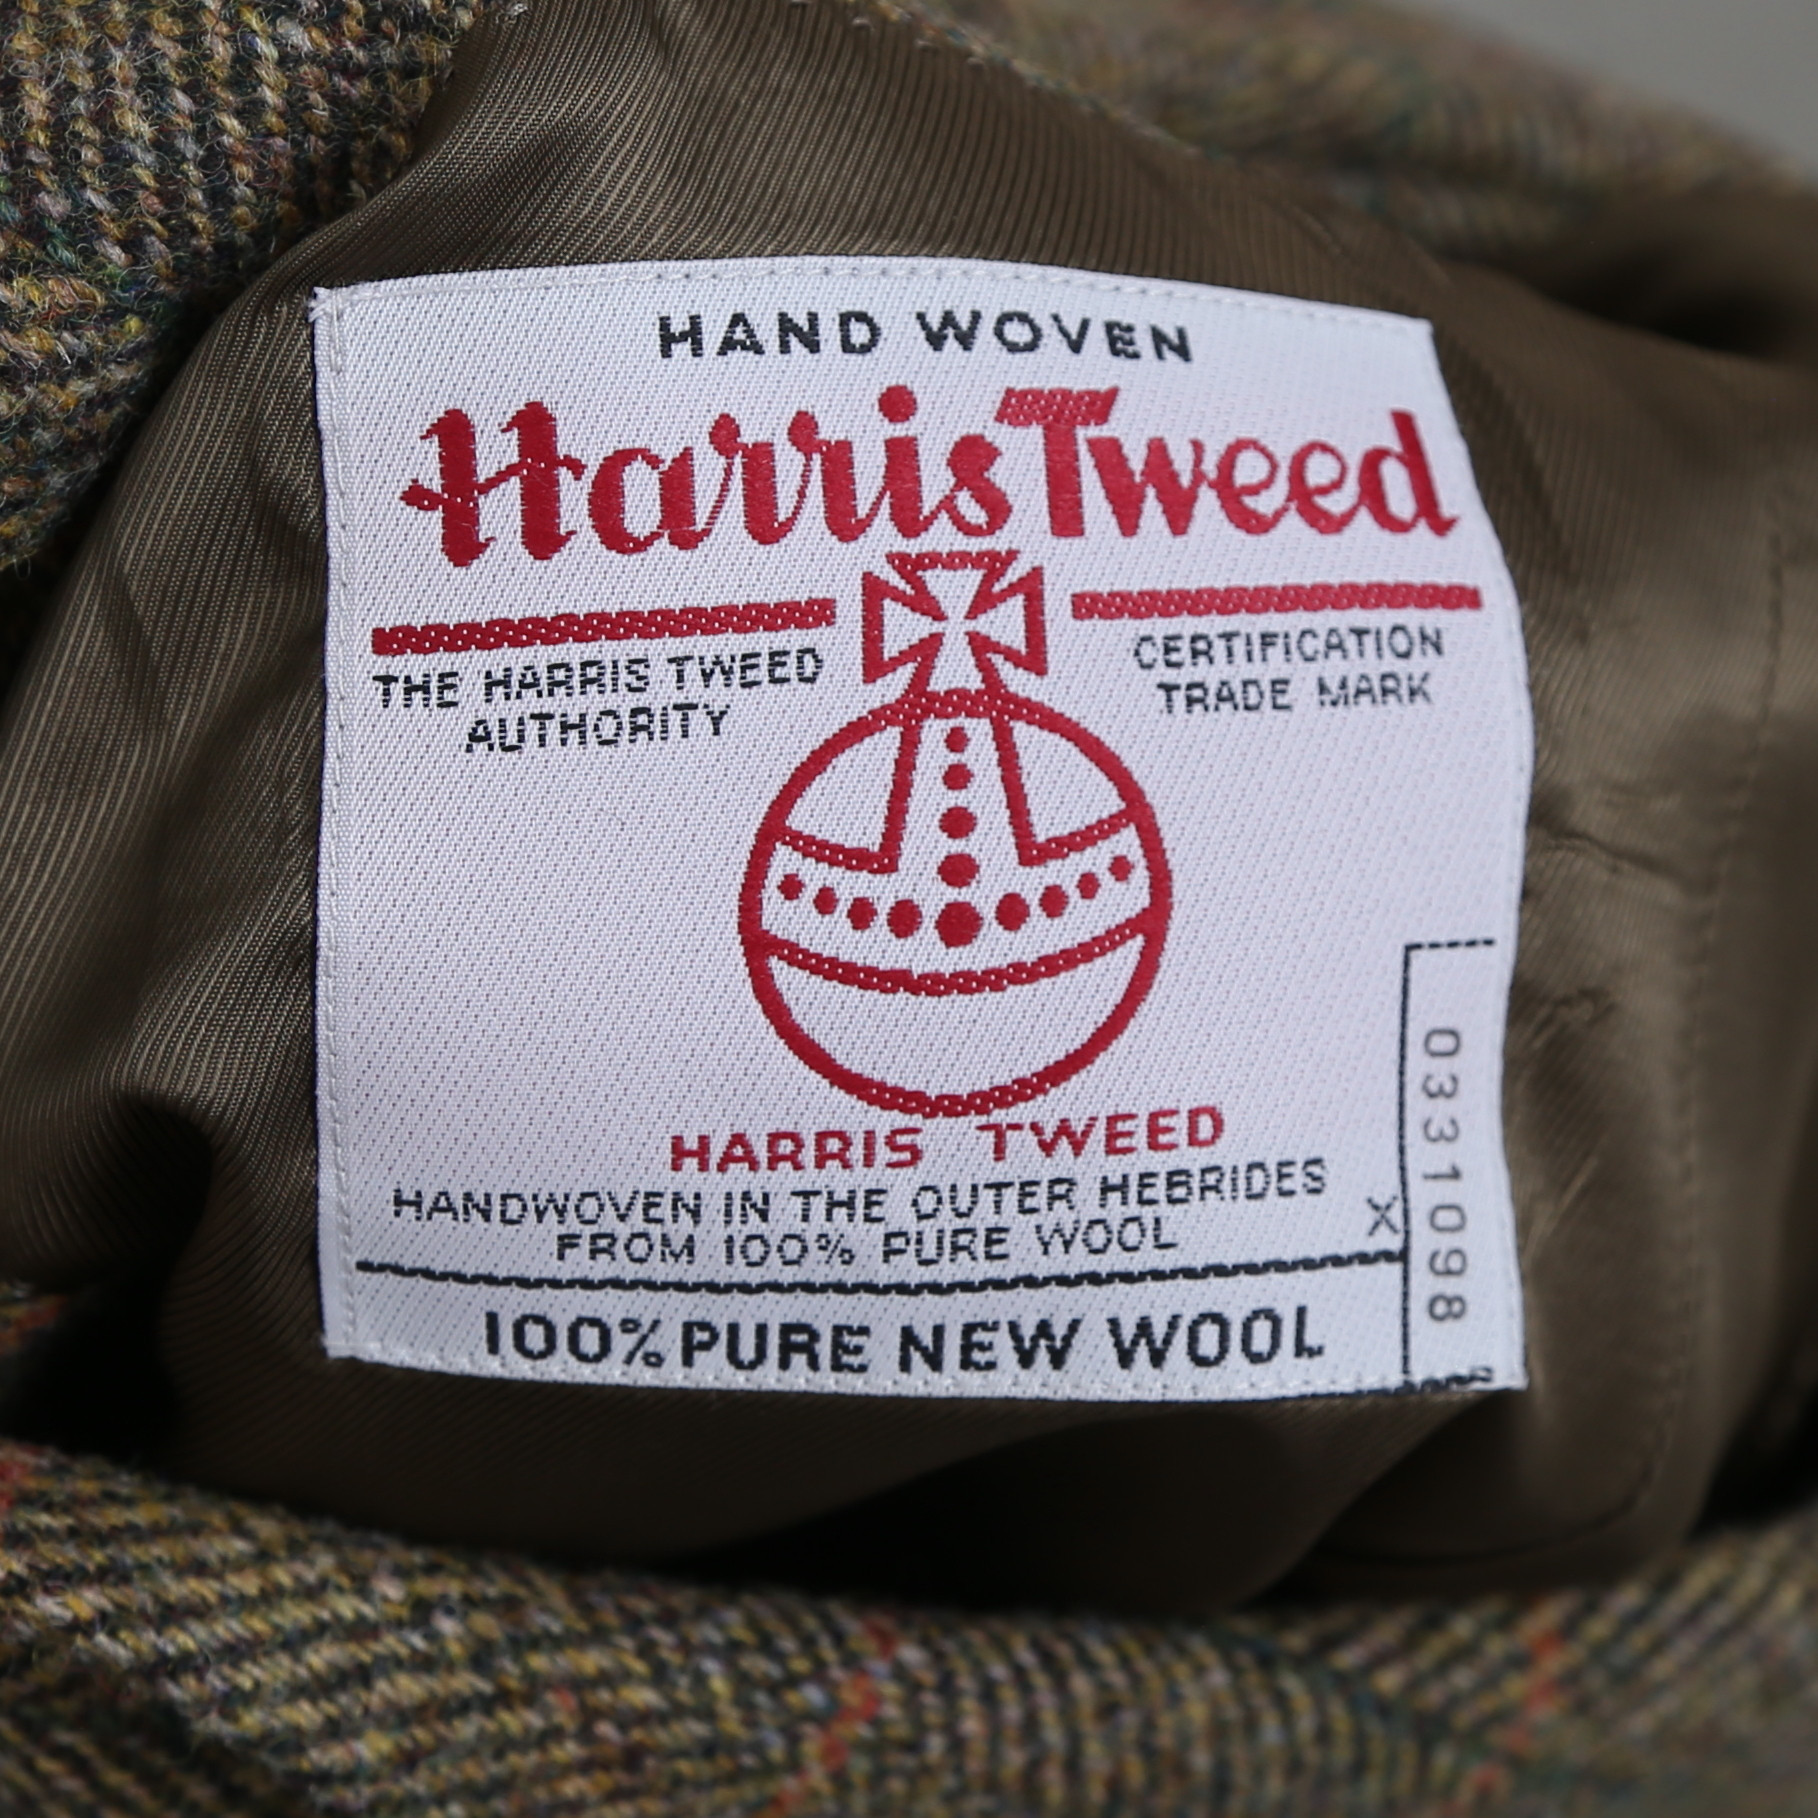 HAND WOVEN
Harris Tweed
THE HARRIS TWEED
AUTHORITY
CERTIFICATION
TRADE MARK
HARRIS TWEED
HANDWOVEN IN THE OUTER HEBRIDES
FROM 100% PURE WOOL
X
0331098
100% PURE NEW WOOL